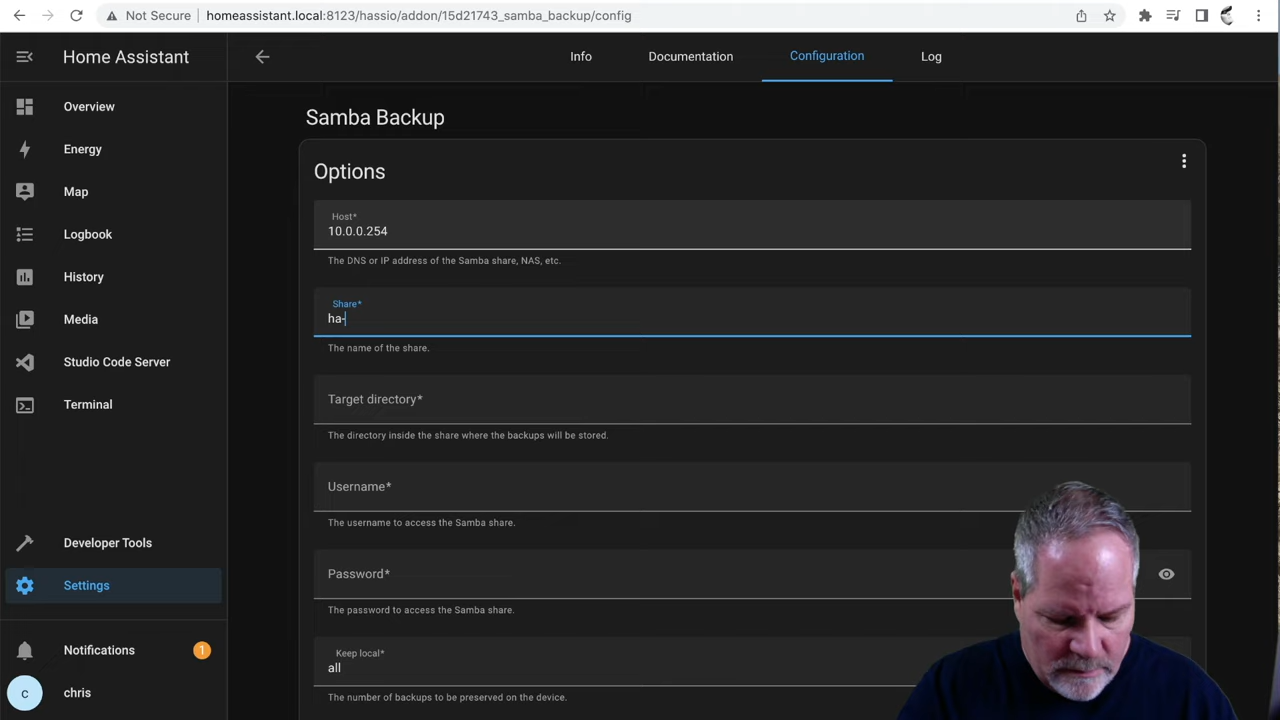 Not Secure homeassistant.local:8123/hassio/addon/15d21743_samba_backup/config
Home Assistant
Info
Documentation
Configuration
Log
Overview
Energy
Map
Logbook
History
Media
Studio Code Server
Terminal
Developer Tools
Settings
Notifications 1
c chris
Samba Backup
Options
Host*
10.0.0.254
The DNS or IP address of the Samba share, NAS, etc.
Share*
ha-
The name of the share.
Target directory*
The directory inside the share where the backups will be stored.
Username*
The username to access the Samba share.
Password*
The password to access the Samba share.
Keep local*
all
The number of backups to be preserved on the device.